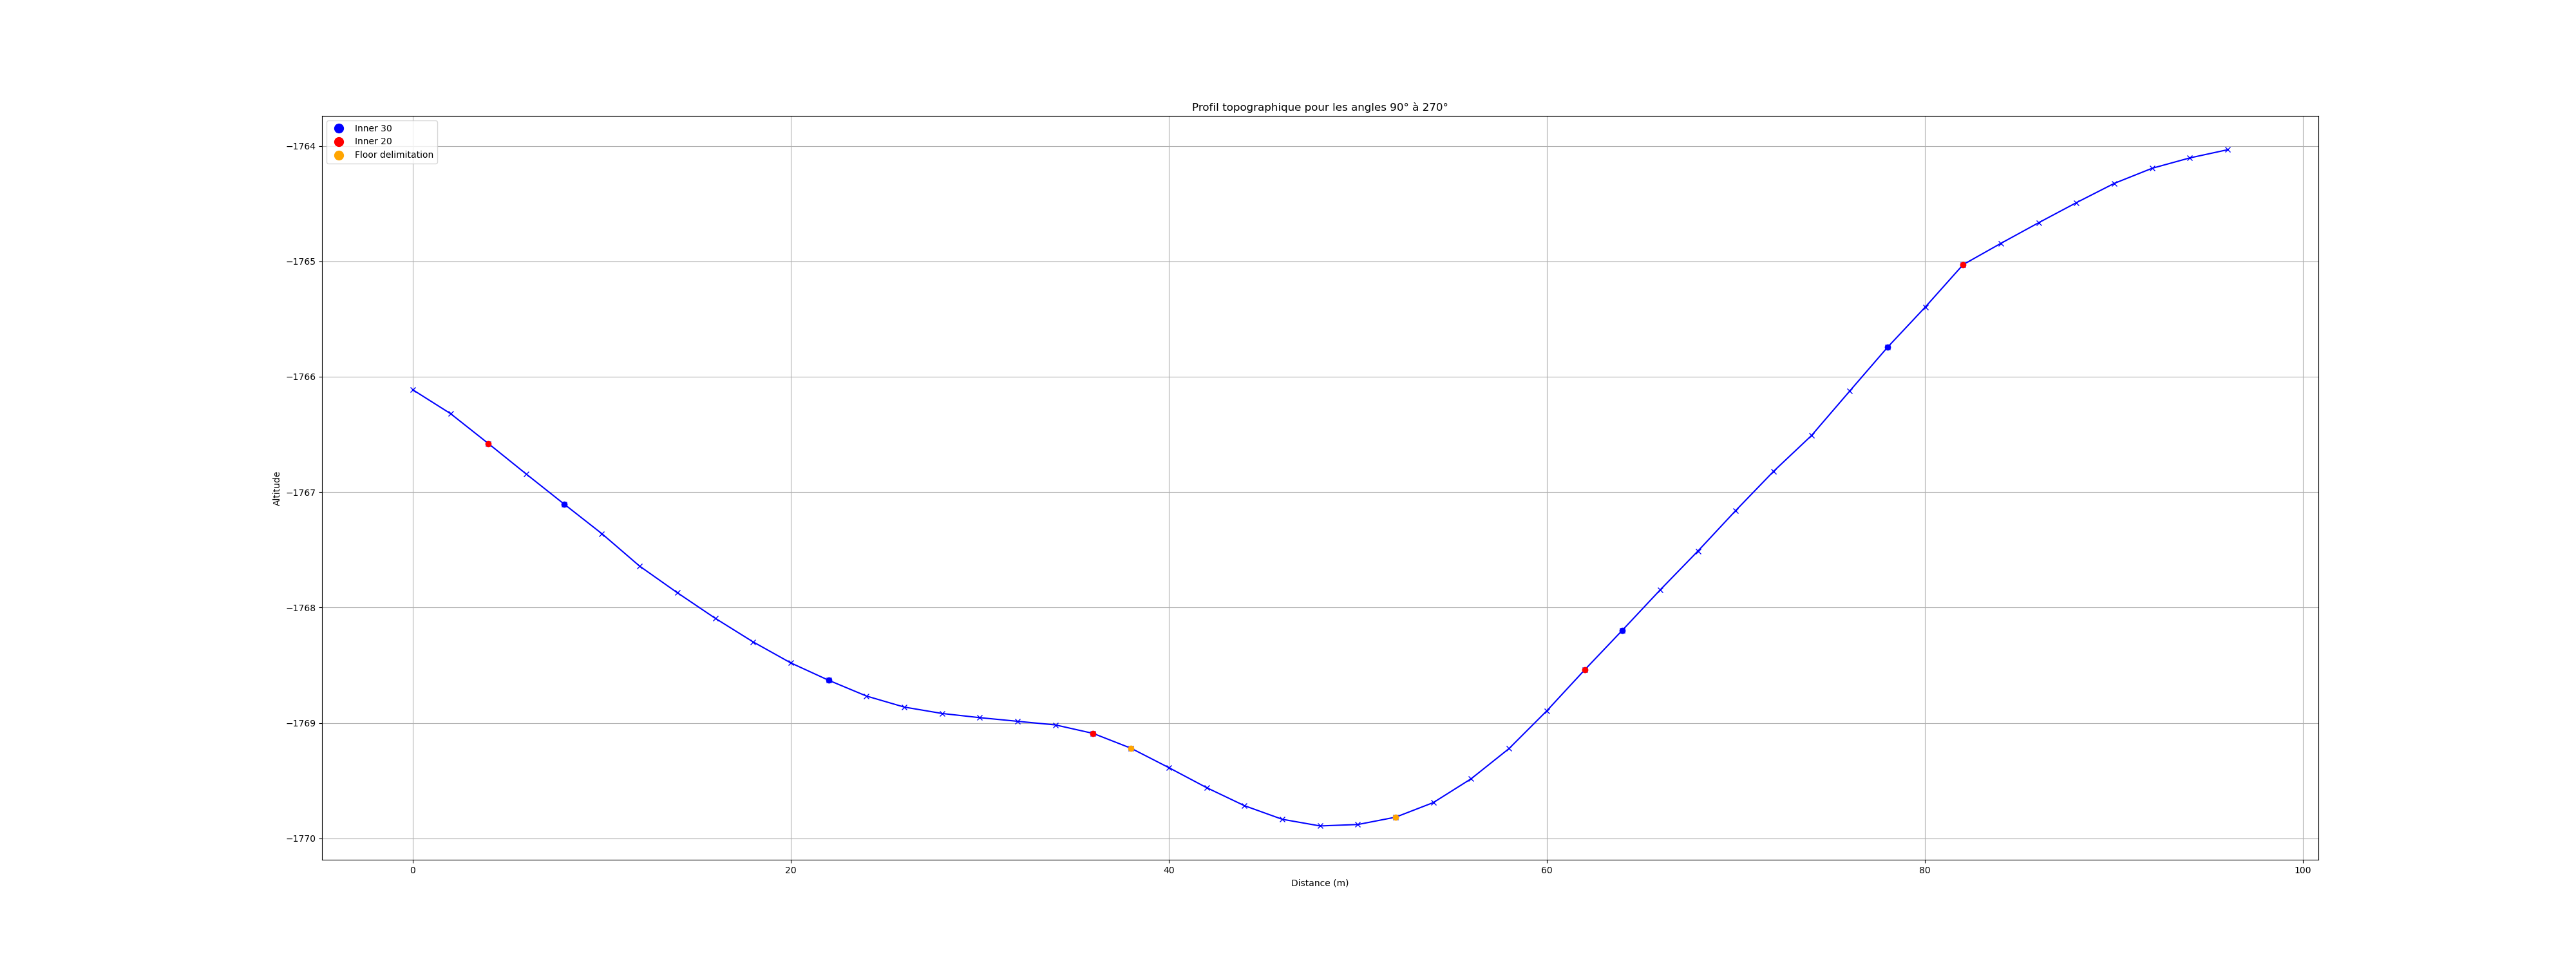 Profil topographique pour les angles 90° à 270°
Inner 30
Inner 20
Floor delimitation
−1764
−1765
−1766
−1767
−1768
−1769
−1770
Altitude
0
20
40
60
80
100
Distance (m)